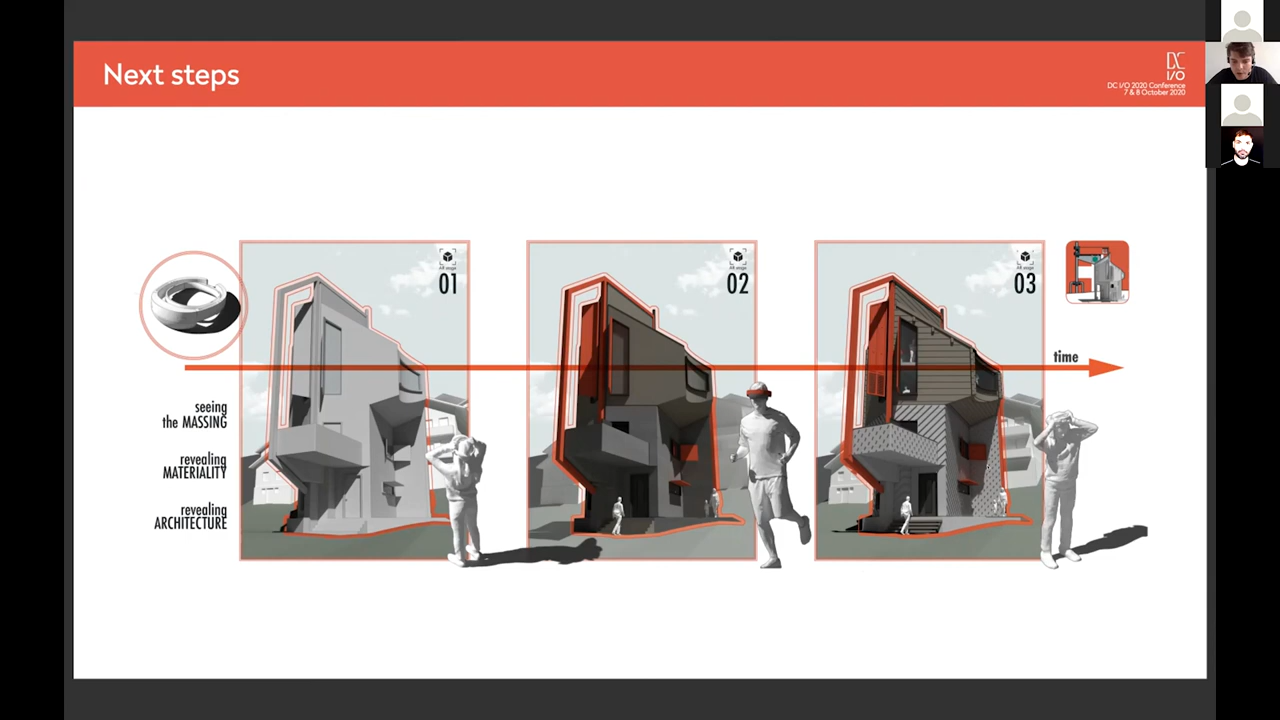 Next steps
DC
I/O
DC I/O 2020 Conference
7 & 8 October 2020
01
02
03
time
seeing
the MASSING
revealing
MATERIALITY
revealing
ARCHITECTURE